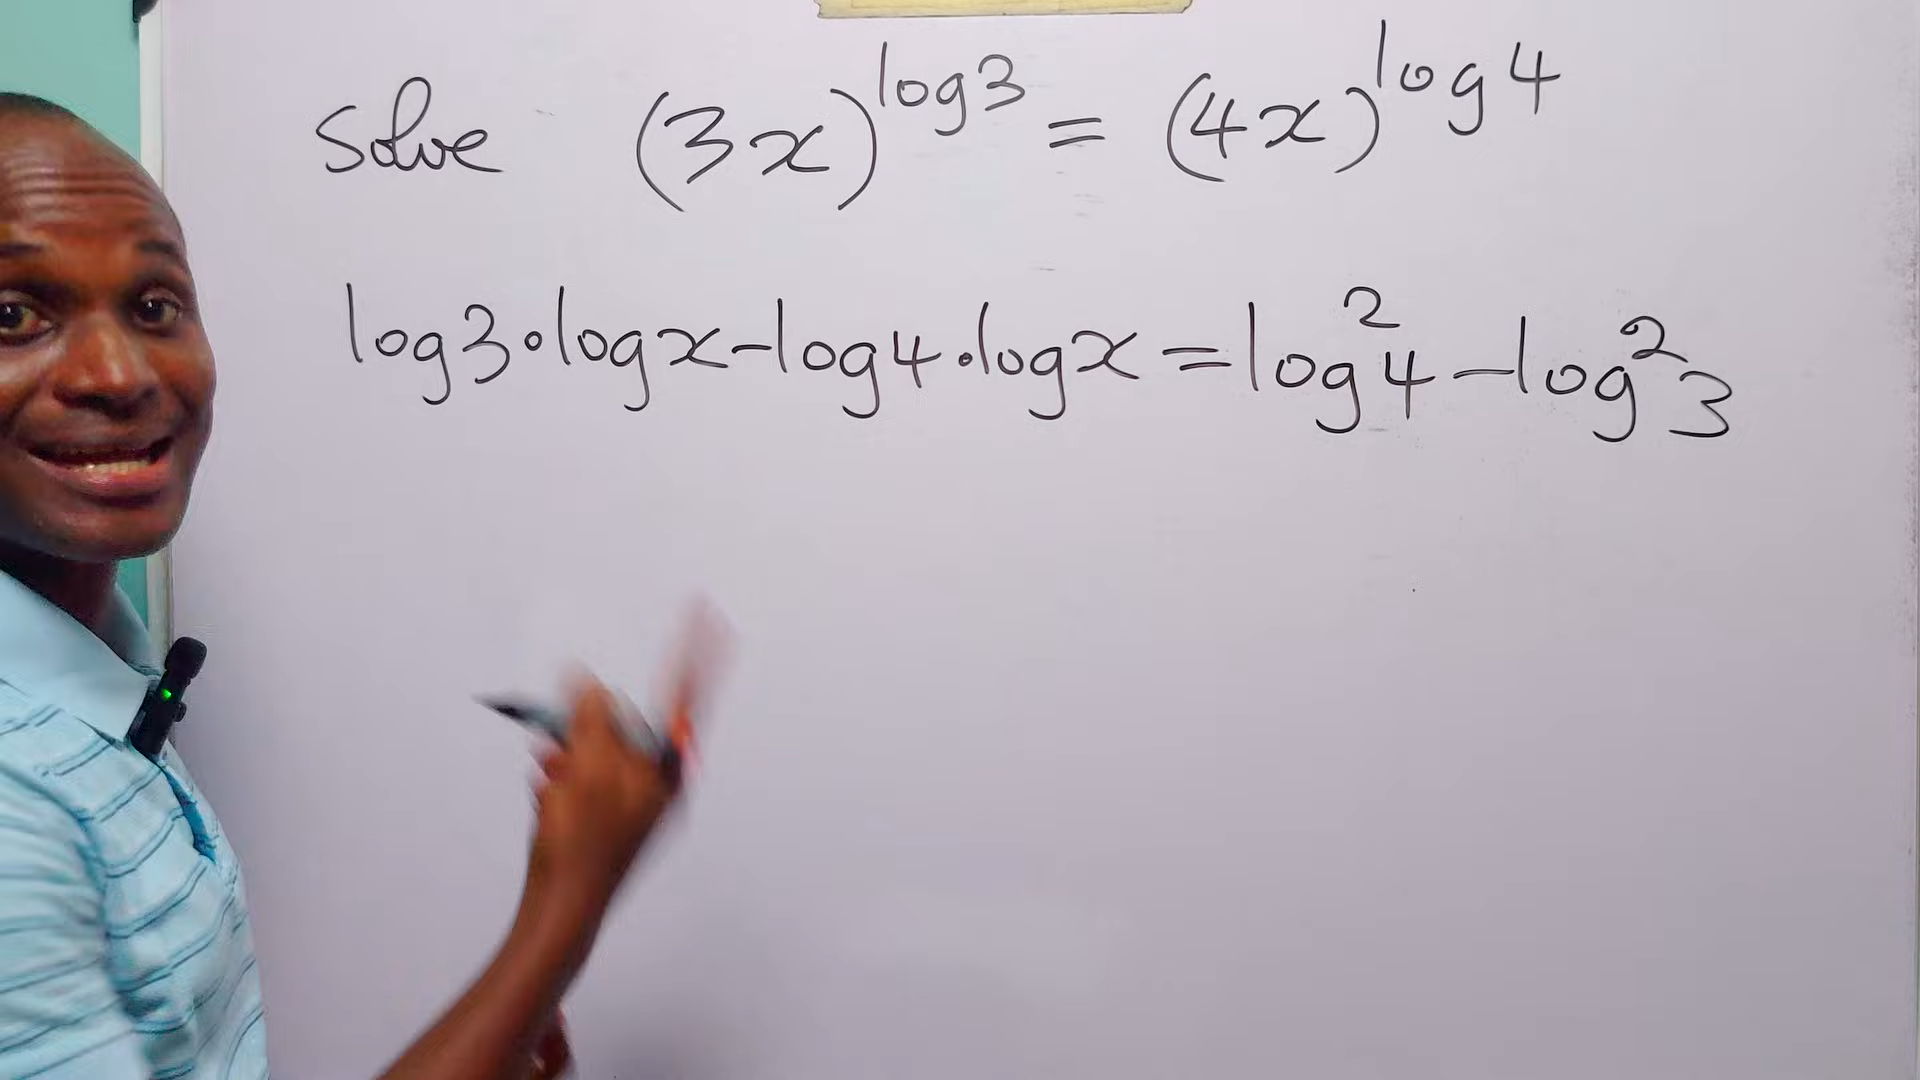 Solve (3x)^log3 = (4x)^log4
log3•logx-log4•logx=log²4-log²3